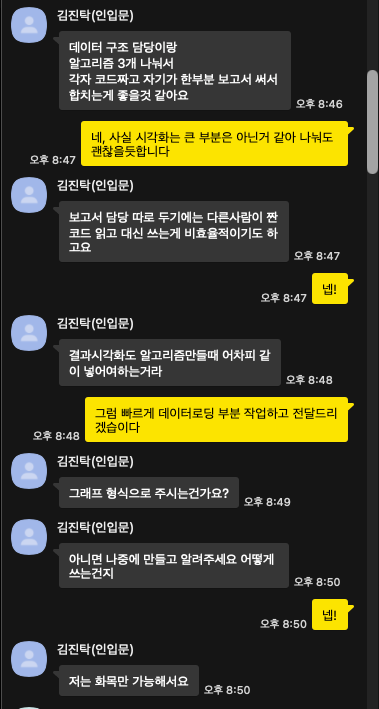 김진탁(인입문)
데이터 구조 담당이랑
알고리즘 3개 나눠서
각자 코드짜고 자기가 한부분 보고서 써서
합치는게 좋을것 같아요
오후 8:46
네, 사실 시각화는 큰 부분은 아닌거 같아 나눠도
괜찮을듯합니다
오후 8:47
김진탁(인입문)
보고서 담당 따로 두기에는 다른사람이 짠
코드 읽고 대신 쓰는게 비효율적이기도 하
고요
오후 8:47
넵!
오후 8:47
김진탁(인입문)
결과시각화도 알고리즘만들때 어차피 같
이 넣어여하는거라
오후 8:48
그럼 빠르게 데이터로딩 부분 작업하고 전달드리
겠습이다
오후 8:48
김진탁(인입문)
그래프 형식으로 주시는건가요?
오후 8:49
김진탁(인입문)
아니면 나중에 만들고 알려주세요 어떻게
쓰는건지
오후 8:50
넵!
오후 8:50
김진탁(인입문)
저는 화목만 가능해서요
오후 8:50